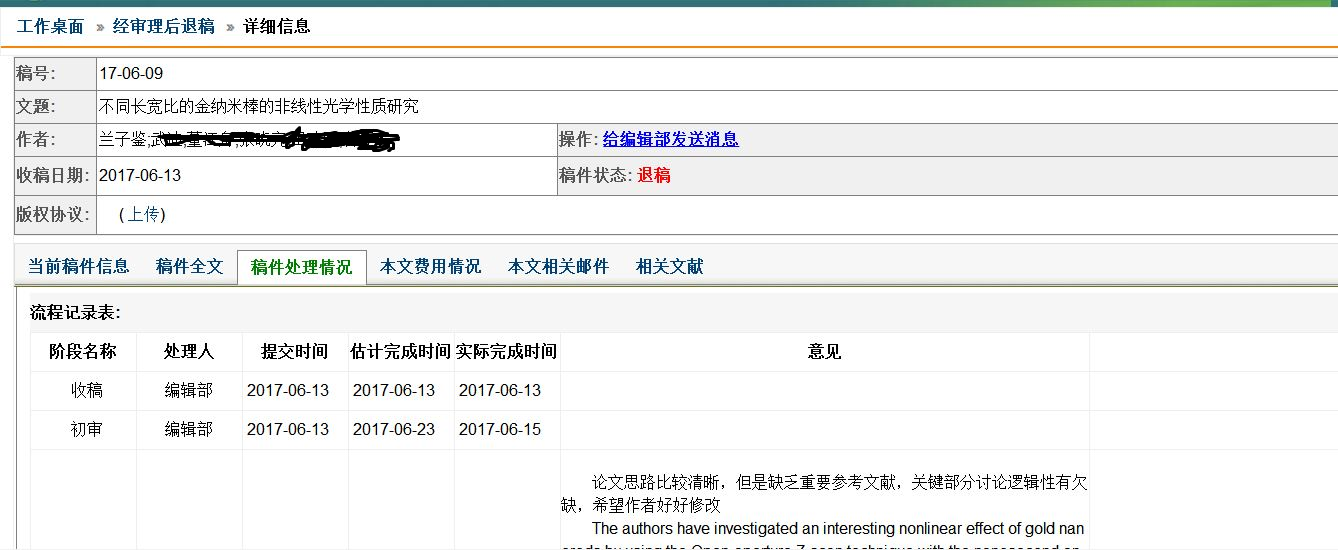 工作桌面 » 经审理后退稿 » 详细信息
稿号: 17-06-09
文题: 不同长宽比的金纳米棒的非线性光学性质研究
作者: 兰子鉴; 操作: 给编辑部发送消息
收稿日期: 2017-06-13 稿件状态: 退稿
版权协议: (上传)
当前稿件信息 稿件全文 稿件处理情况 本文费用情况 本文相关邮件 相关文献
流程记录表:
阶段名称 处理人 提交时间 估计完成时间 实际完成时间 意见
收稿 编辑部 2017-06-13 2017-06-13 2017-06-13
初审 编辑部 2017-06-13 2017-06-23 2017-06-15
论文思路比较清晰，但是缺乏重要参考文献，关键部分讨论逻辑性有欠
缺，希望作者好好修改
The authors have investigated an interesting nonlinear effect of gold nan